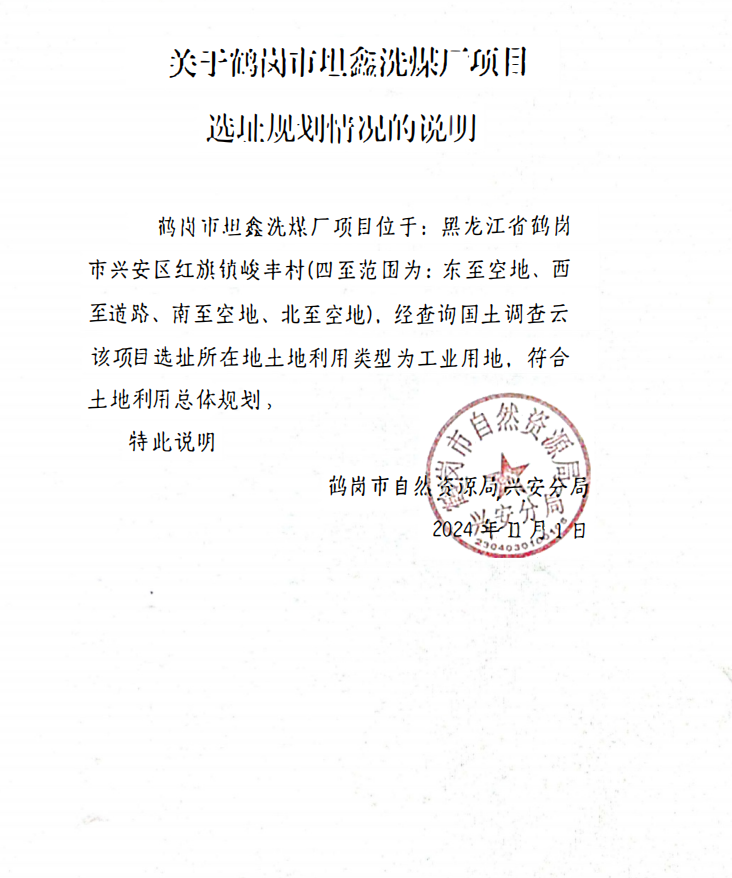 关于鹤岗市坦鑫洗煤厂项目
选址规划情况的说明
鹤岗市坦鑫洗煤厂项目位于：黑龙江省鹤岗
市兴安区红旗镇峻丰村(四至范围为：东至空地、西
至道路、南至空地、北至空地)，经查询国土调查云
该项目选址所在地土地利用类型为工业用地，符合
土地利用总体规划，
特此说明
鹤岗市自然资源局兴安分局
2024年11月1日
鹤岗市自然资源局
兴安分局